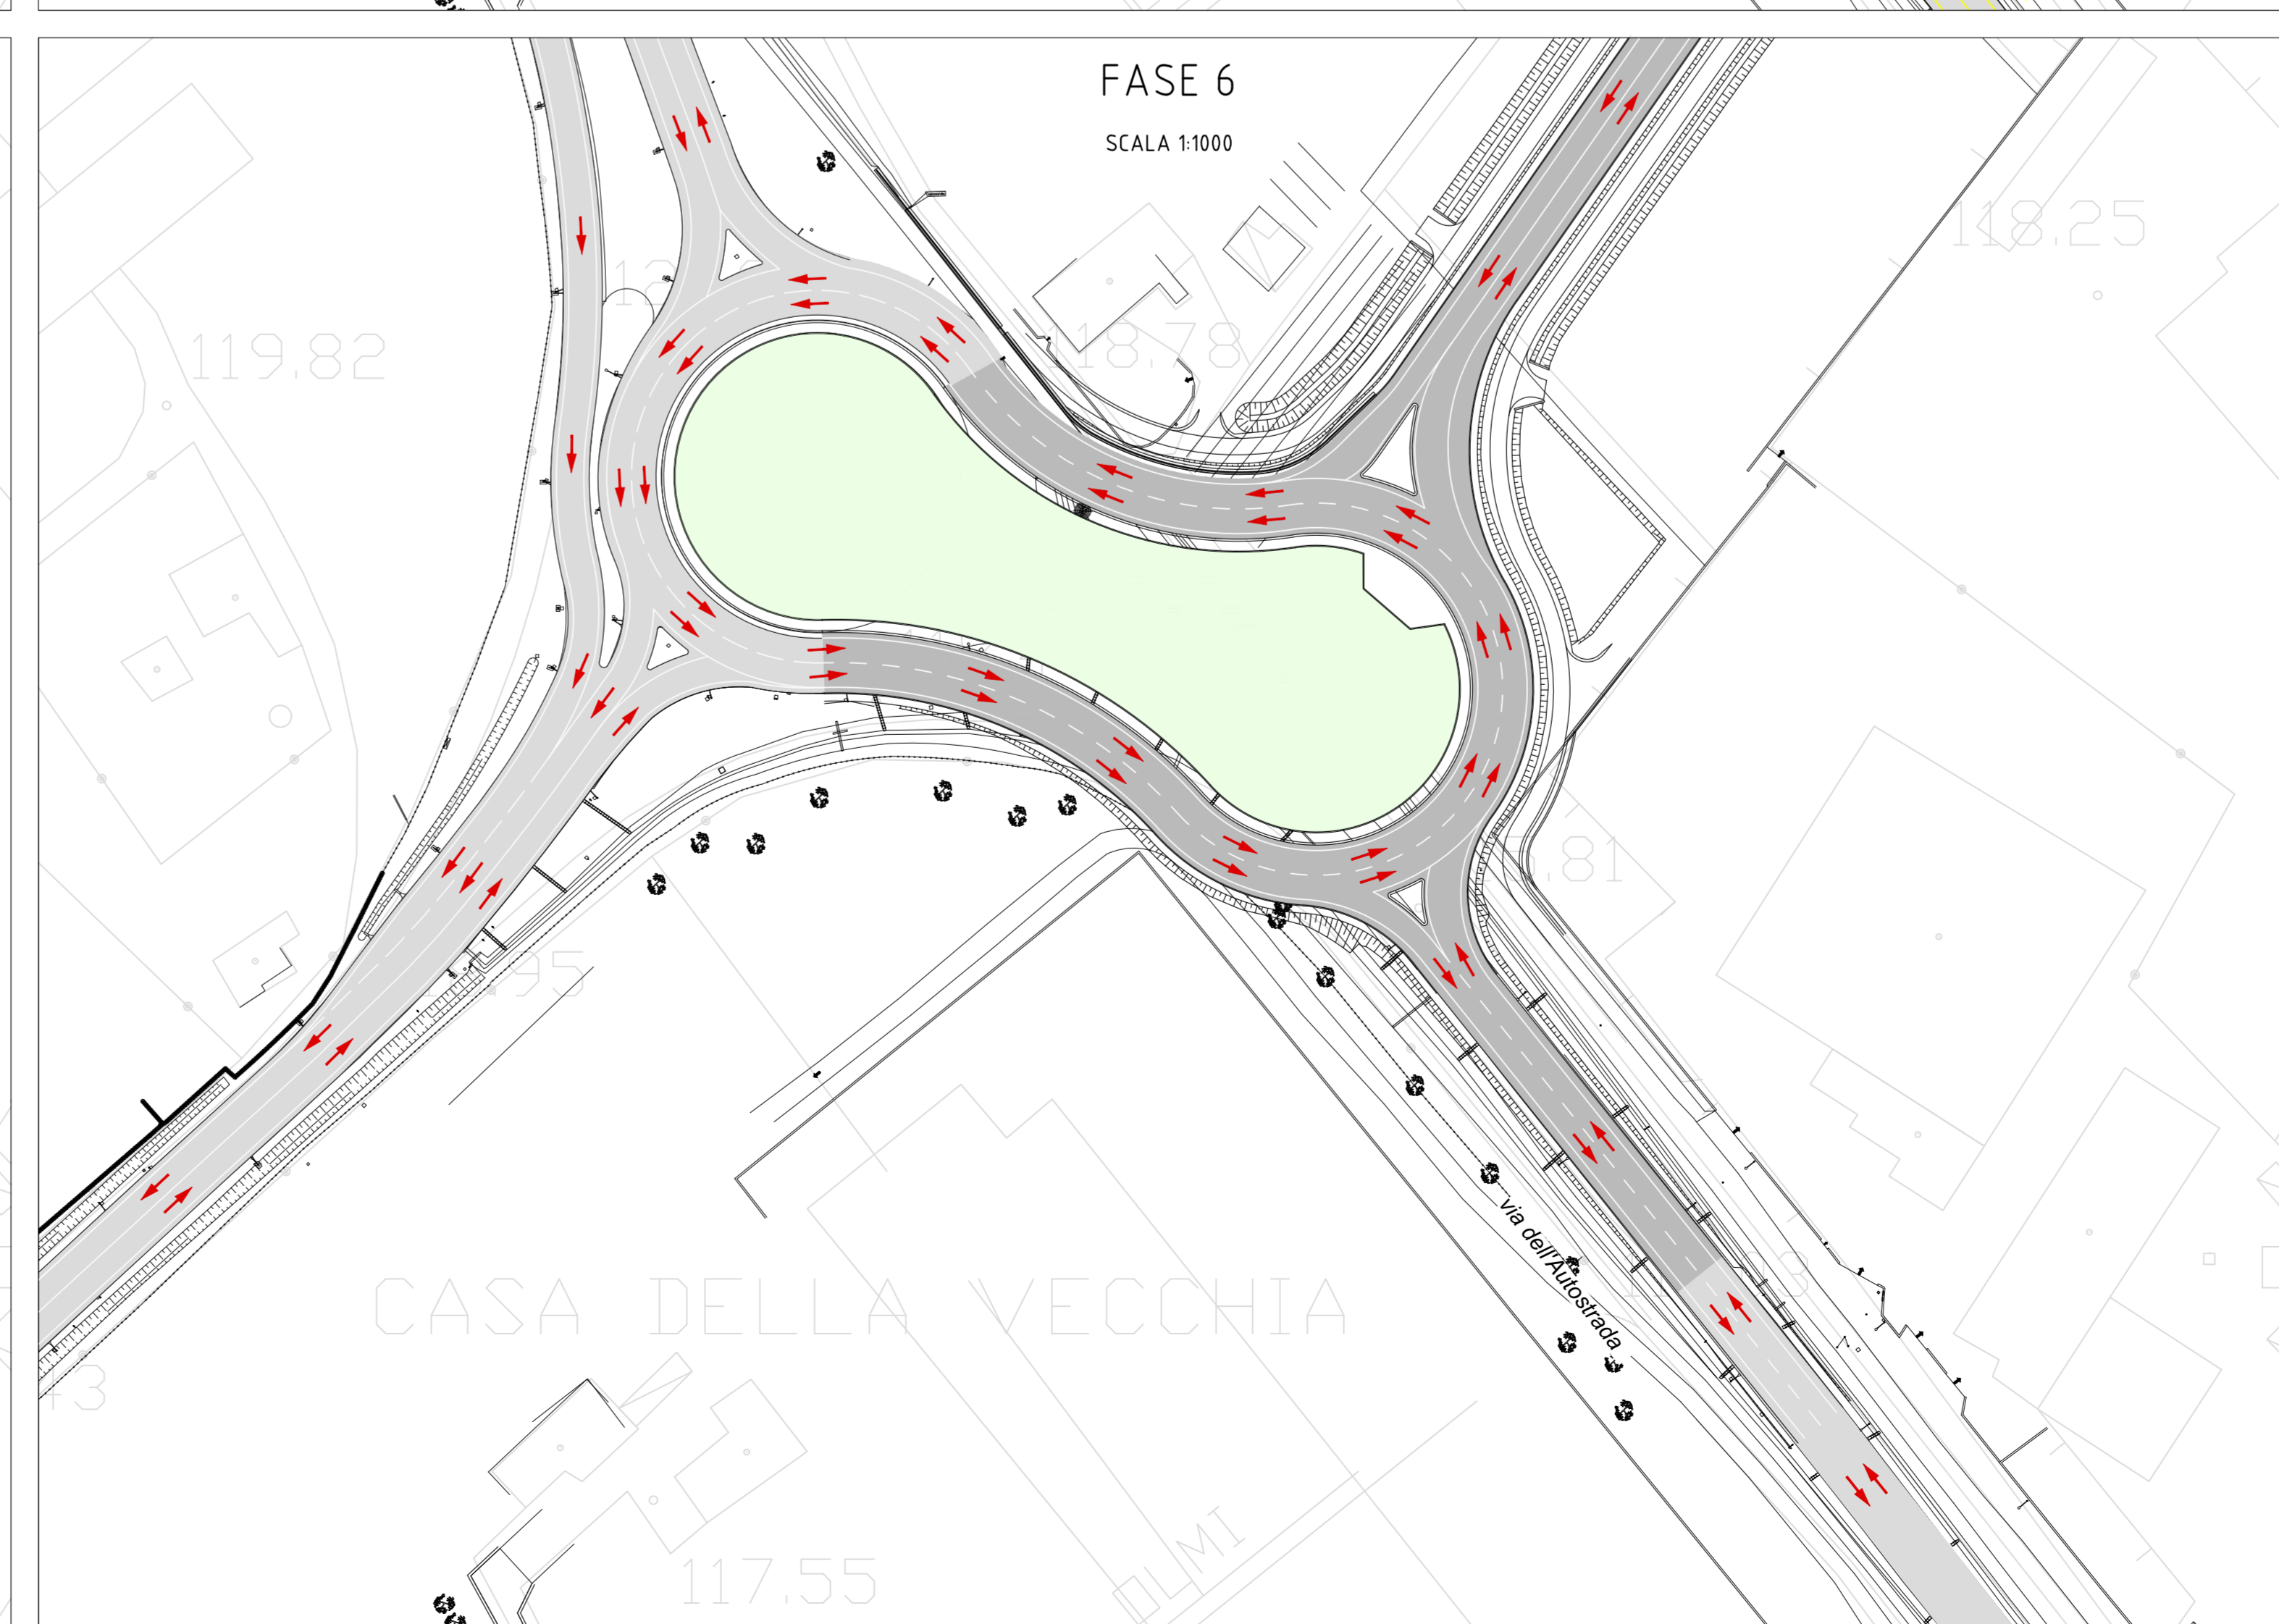 FASE 6
SCALA 1:1000
118.25
118.78
119.82
via dell'Autostrada
CASA DELLA VECCHIA
117.55